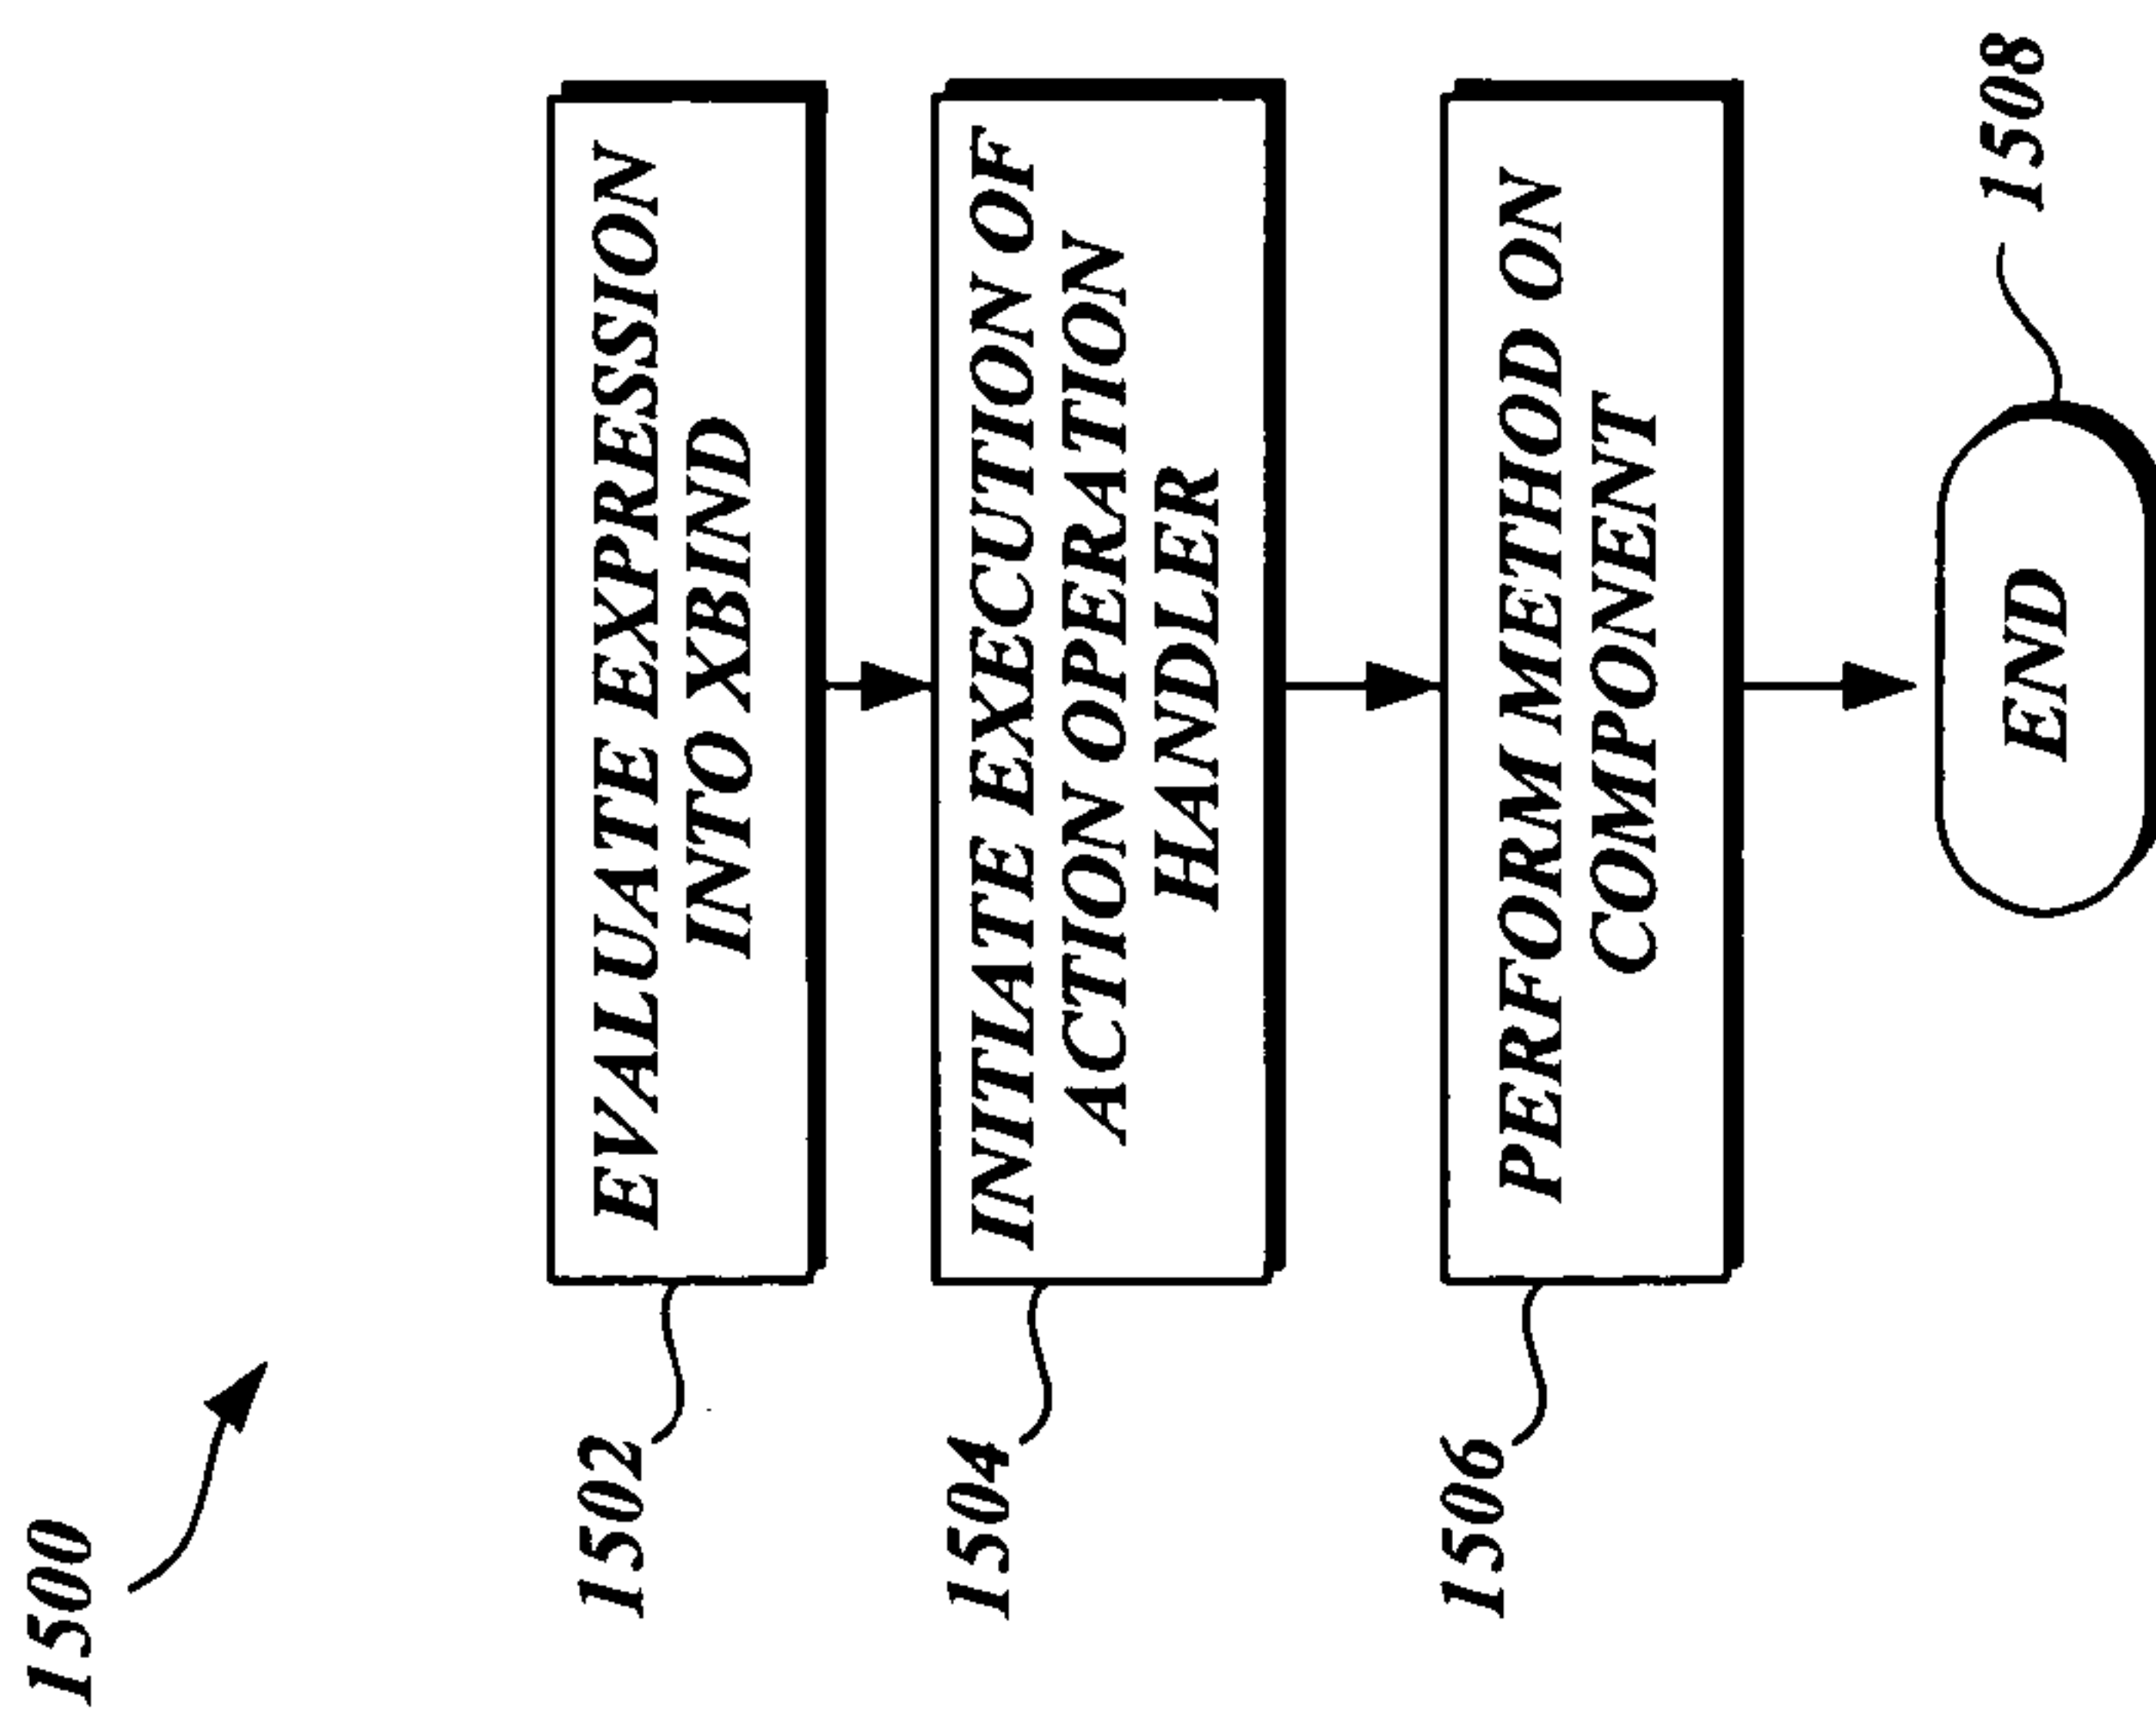 1500
1502
EVALUATE EXPRESSION
INTO XBIND
1504
INITIATE EXECUTION OF
ACTION OPERATION
HANDLER
1506
PERFORM METHOD ON
COMPONENT
1508
END